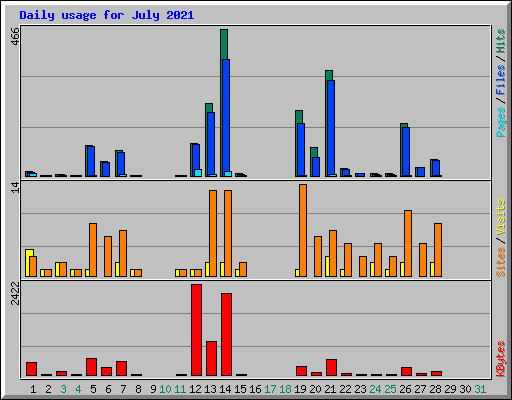 Daily usage for July 2021
466
Pages / Files / Hits
14
Sites / Visits
2422
KBytes
1 2 3 4 5 6 7 8 9 10 11 12 13 14 15 16 17 18 19 20 21 22 23 24 25 26 27 28 29 30 31